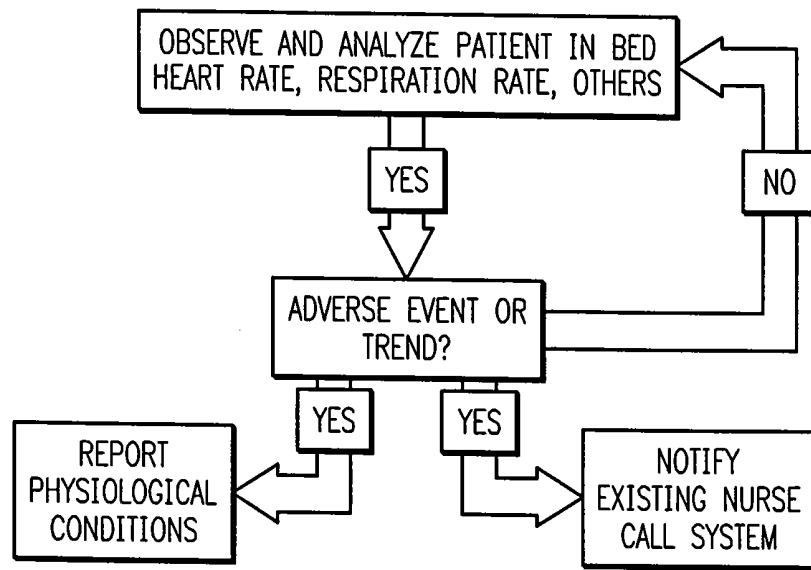 OBSERVE AND ANALYZE PATIENT IN BED
HEART RATE, RESPIRATION RATE, OTHERS
YES
NO
ADVERSE EVENT OR
TREND?
YES
YES
REPORT
PHYSIOLOGICAL
CONDITIONS
NOTIFY
EXISTING NURSE
CALL SYSTEM